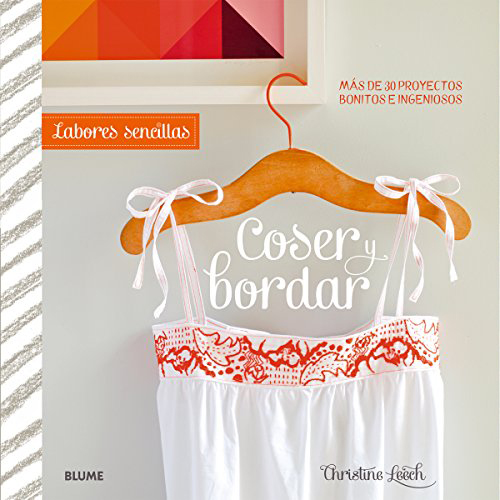 MÁS DE 30 PROYECTOS
BONITOS E INGENIOSOS
Labores sencillas
Coser y
bordar
BLUME
Christine Leech